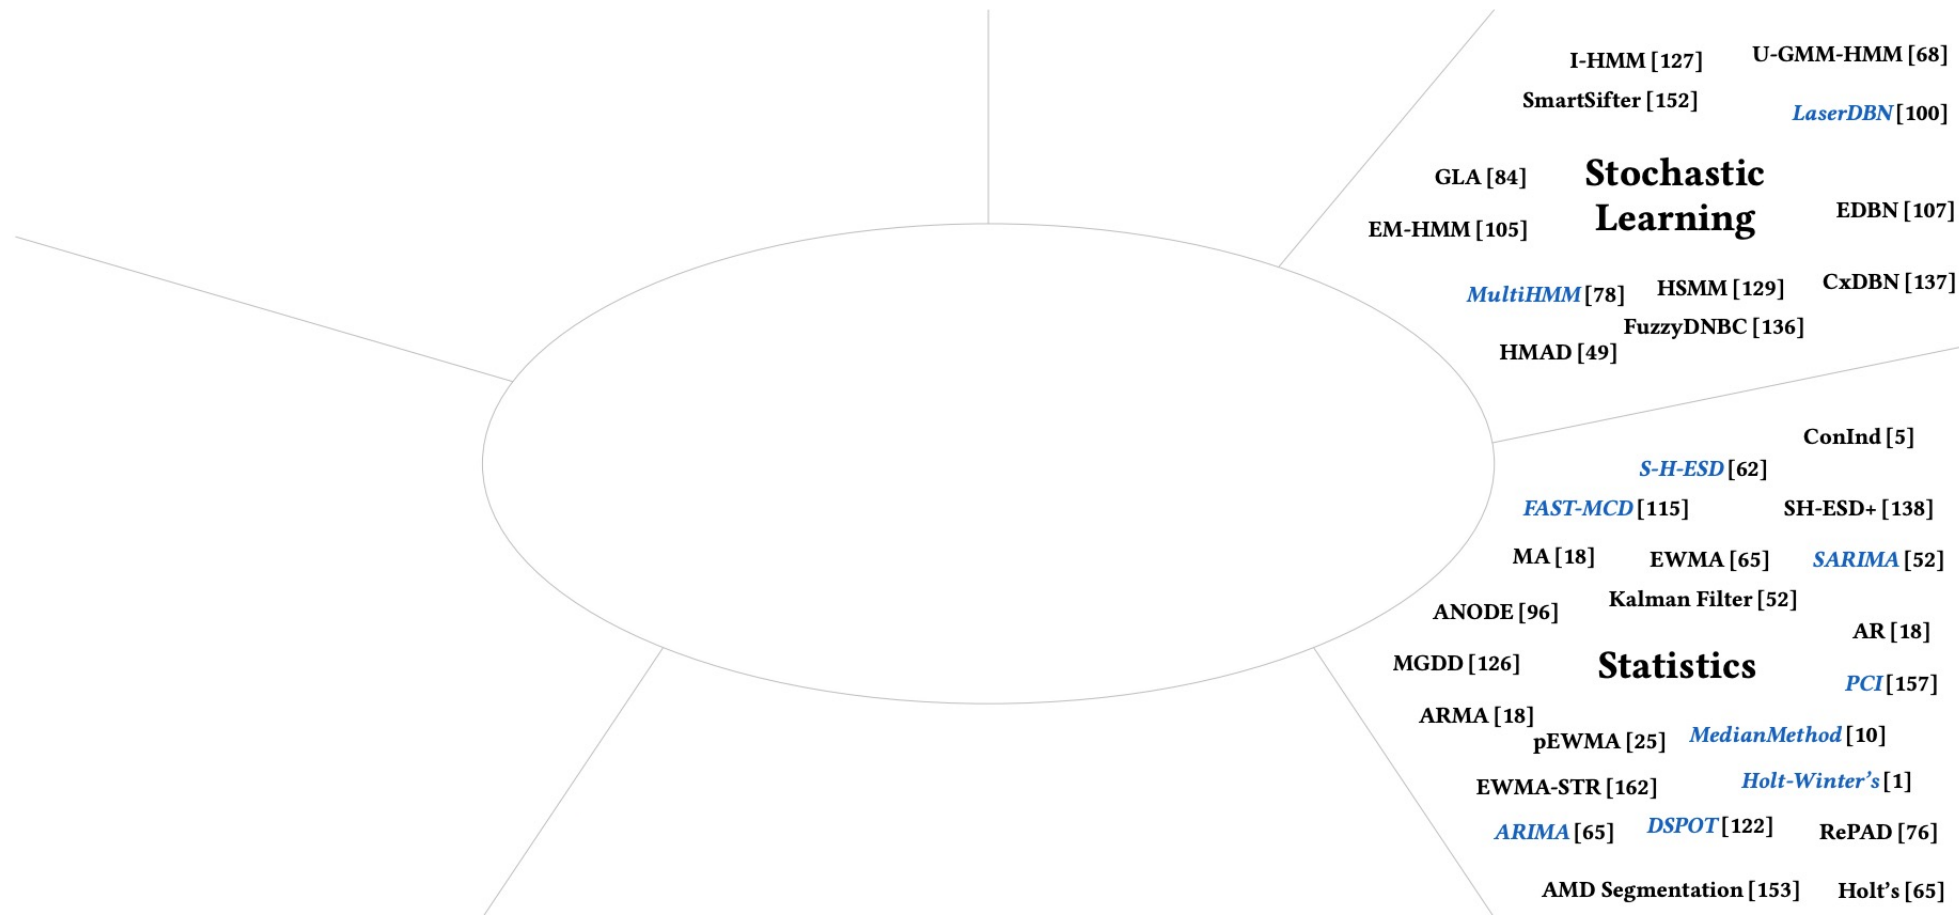 I-HMM [127]
U-GMM-HMM [68]
SmartSifter [152]
LaserDBN [100]
GLA [84]
Stochastic
Learning
EDBN [107]
EM-HMM [105]
MultiHMM [78]
HSMM [129]
CxDBN [137]
FuzzyDNBC [136]
HMAD [49]
ConInd [5]
S-H-ESD [62]
FAST-MCD [115]
SH-ESD+ [138]
MA [18]
EWMA [65]
SARIMA [52]
Kalman Filter [52]
ANODE [96]
AR [18]
MGDD [126]
Statistics
PCI [157]
ARMA [18]
pEWMA [25]
MedianMethod [10]
EWMA-STR [162]
Holt-Winter’s [1]
ARIMA [65]
DSPOT [122]
RePAD [76]
AMD Segmentation [153]
Holt’s [65]